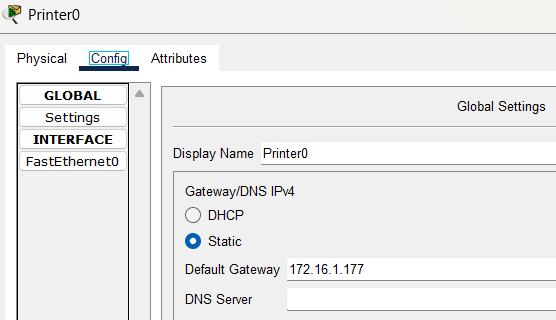 Printer0
Physical Config Attributes
GLOBAL
Settings
INTERFACE
FastEthernet0
Global Settings
Display Name Printer0
Gateway/DNS IPv4
DHCP
Static
Default Gateway 172.16.1.177
DNS Server